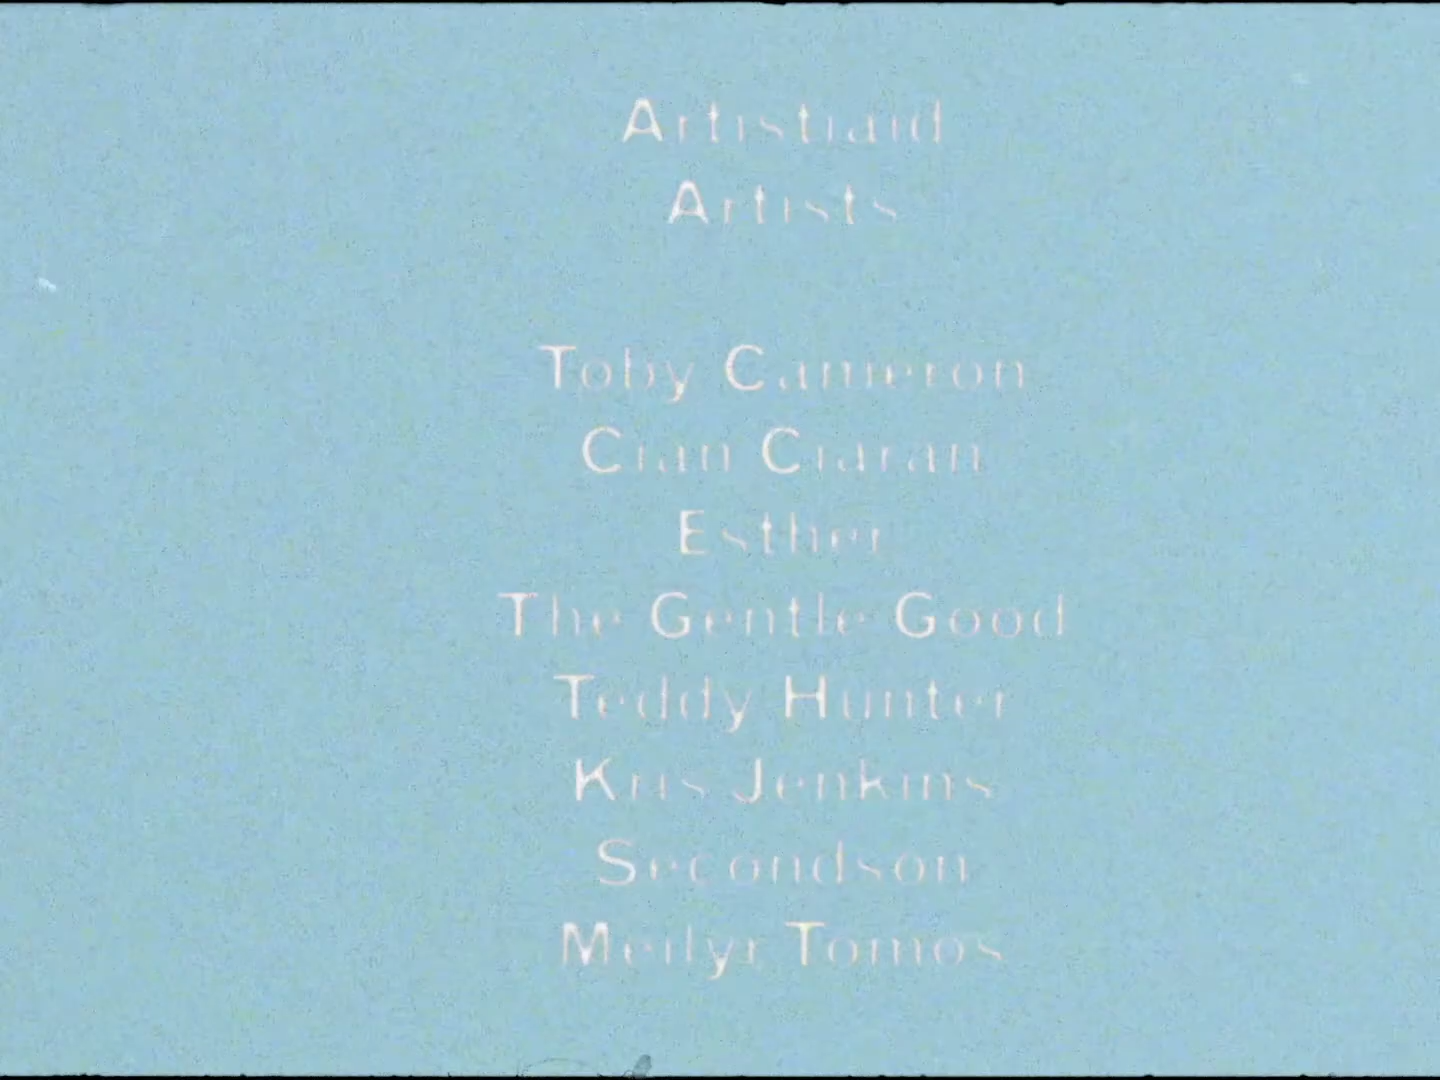 Artistiaid
Artists
Toby Cameron
Cian Ciaran
Esther
The Gentle Good
Teddy Hunter
Kris Jenkins
Secondson
Meilyr Tomos